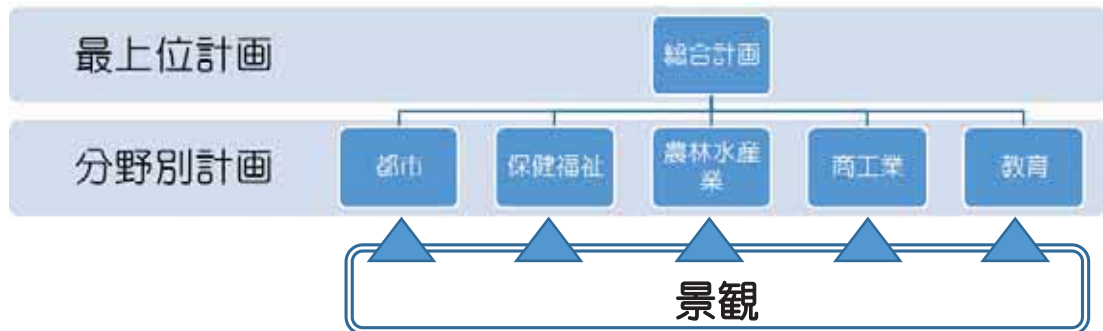 最上位計画
総合計画
分野別計画
都市
保健福祉
農林水産
業
商工業
教育
景観